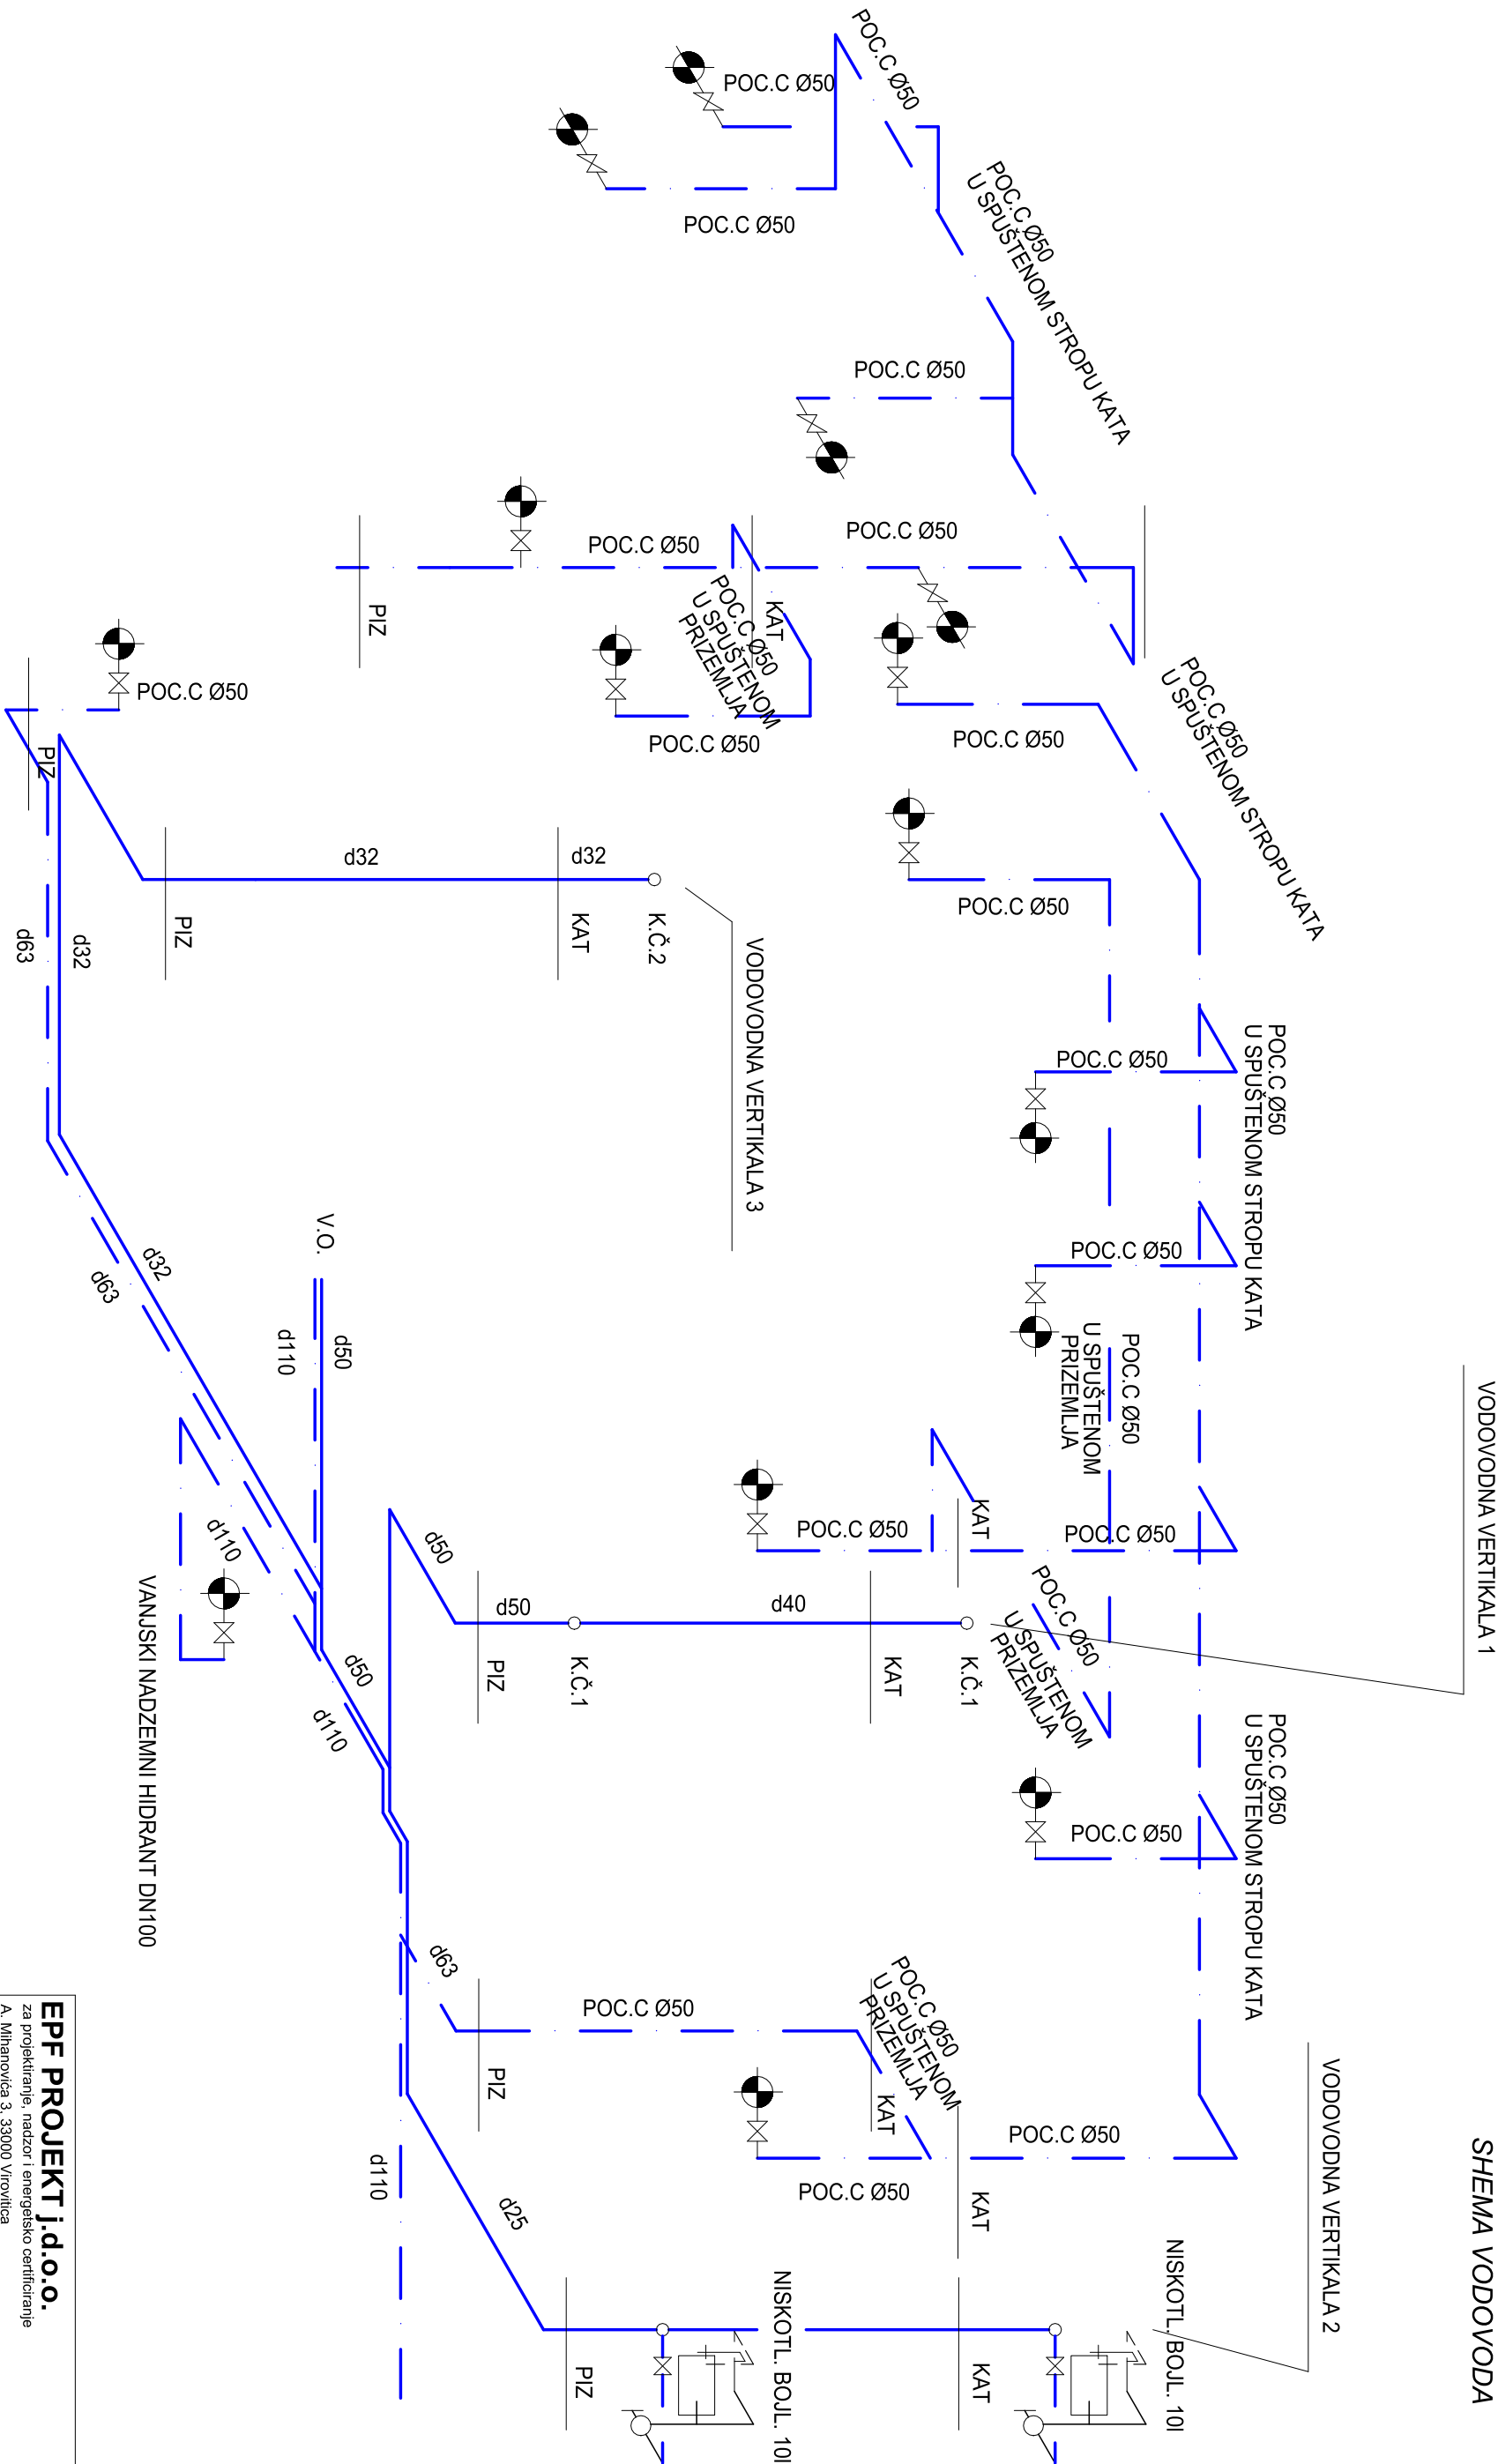 SHEMA VODOVODA
VODOVODNA VERTIKALA 1
VODOVODNA VERTIKALA 2
VODOVODNA VERTIKALA 3
POC.C Ø50
POC.C Ø50
POC.C Ø50
POC.C Ø50
U SPUŠTENOM STROPU KATA
POC.C Ø50
POC.C Ø50
POC.C Ø50
POC.C Ø50
U SPUŠTENOM
PRIZEMLJA
KAT
PIZ
POC.C Ø50
POC.C Ø50
POC.C Ø50
U SPUŠTENOM STROPU KATA
POC.C Ø50
POC.C Ø50
PIZ
d32
d32
K.Č.2
KAT
PIZ
d32
d63
POC.C Ø50
U SPUŠTENOM STROPU KATA
POC.C Ø50
POC.C Ø50
POC.C Ø50
U SPUŠTENOM
PRIZEMLJA
V.O.
d50
d110
d32
d63
d110
VANJSKI NADZEMNI HIDRANT DN100
d50
d50
d40
K.Č.1
KAT
K.Č.1
PIZ
KAT
POC.C Ø50
POC.C Ø50
POC.C Ø50
U SPUŠTENOM
PRIZEMLJA
d50
d110
POC.C Ø50
U SPUŠTENOM STROPU KATA
POC.C Ø50
d63
POC.C Ø50
POC.C Ø50
U SPUŠTENOM
PRIZEMLJA
KAT
PIZ
POC.C Ø50
POC.C Ø50
KAT
d110
d25
NISKOTL. BOJL. 10l
NISKOTL. BOJL. 10l
KAT
PIZ
EPF PROJEKT j.d.o.o.
za projektiranje, nadzor i energetsko certificiranje
A. Mihanovića 3, 33000 Virovitica